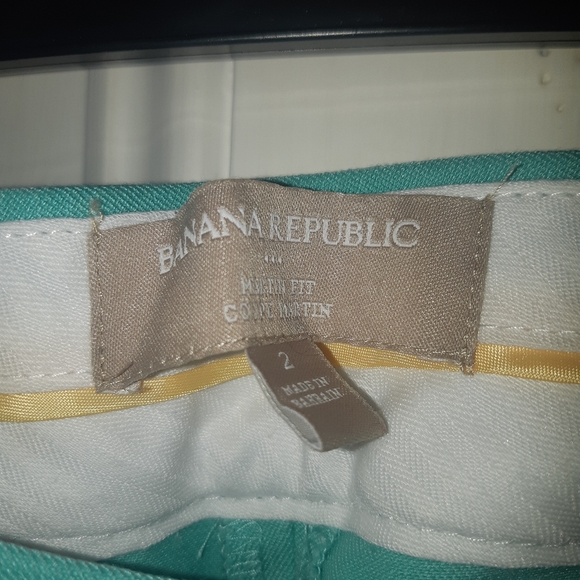 BANANA REPUBLIC
MARTIN FIT
COUPE MARTIN
2
MADE IN
BAHRAIN